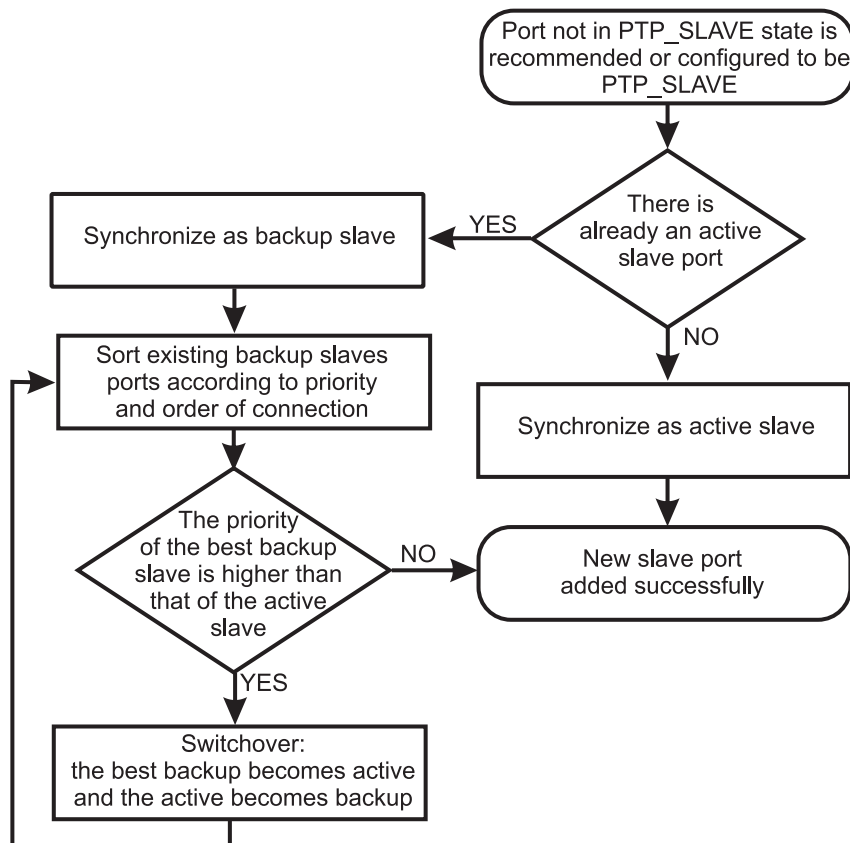 Port not in PTP_SLAVE state is
recommended or configured to be
PTP_SLAVE
There is
already an active
slave port
YES
Synchronize as backup slave
NO
Sort existing backup slaves
ports according to priority
and order of connection
Synchronize as active slave
The priority
of the best backup
slave is higher than
that of the active
slave
NO
New slave port
added successfully
YES
Switchover:
the best backup becomes active
and the active becomes backup